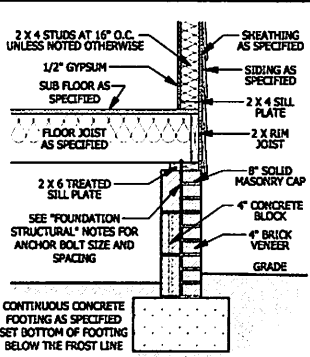 2 X 4 STUDS AT 16" O.C.
UNLESS NOTED OTHERWISE
1/2" GYPSUM
SUB FLOOR AS
SPECIFIED
FLOOR JOIST
AS SPECIFIED
2 X 6 TREATED
SILL PLATE
SEE "FOUNDATION
STRUCTURAL" NOTES FOR
ANCHOR BOLT SIZE AND
SPACING
CONTINUOUS CONCRETE
FOOTING AS SPECIFIED
SET BOTTOM OF FOOTING
BELOW THE FROST LINE
SHEATHING
AS SPECIFIED
SIDING AS
SPECIFIED
2 X 4 SILL
PLATE
2 X RIM
JOIST
8" SOLID
MASONRY CAP
4" CONCRETE
BLOCK
4" BRICK
VENEER
GRADE